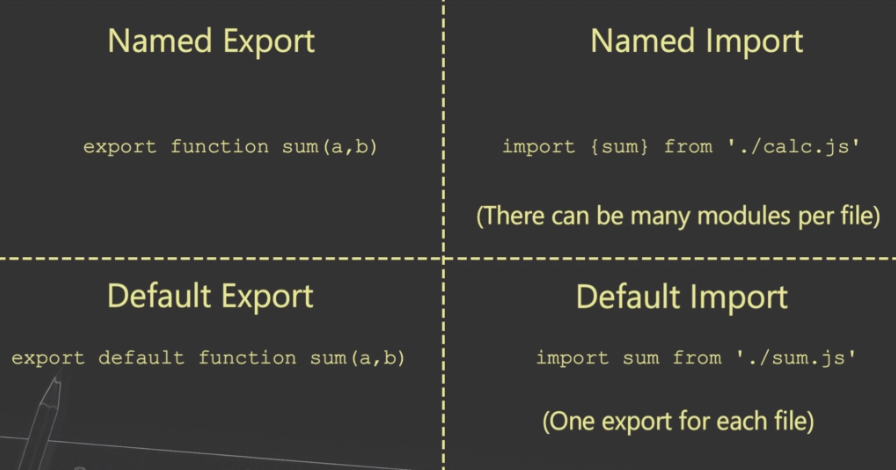 Named Export
export function sum(a,b)
Named Import
import {sum} from './calc.js'
(There can be many modules per file)
Default Export
export default function sum(a,b)
Default Import
import sum from './sum.js'
(One export for each file)